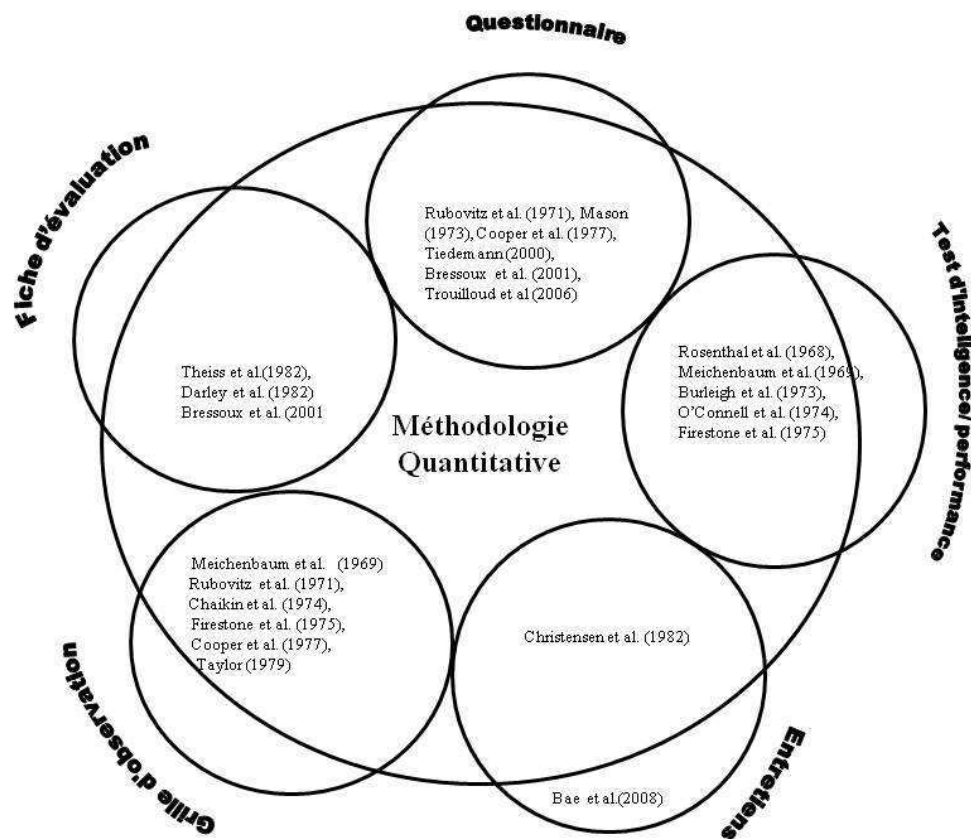 Questionnaire
Fiche d'évaluation
Rubovitz et al. (1971), Mason
(1973), Cooper et al. (1977),
Tiedemann (2000),
Bressoux et al. (2001),
Trouilloud et al (2006)
Test d'inteligence/ performance
Rosenthal et al. (1968),
Meichenbaum et al. (1969),
Burleigh et al. (1973),
O'Connell et al. (1974),
Firestone et al. (1975)
Theiss et al.(1982),
Darley et al. (1982)
Bressoux et al. (2001
Méthodologie
Quantitative
Meichenbaum et al. (1969)
Rubovitz et al. (1971),
Chaikin et al. (1974),
Firestone et al. (1975),
Cooper et al. (1977),
Taylor (1979)
Christensen et al. (1982)
Grille d'observation
Entretiens
Bae et al.(2008)